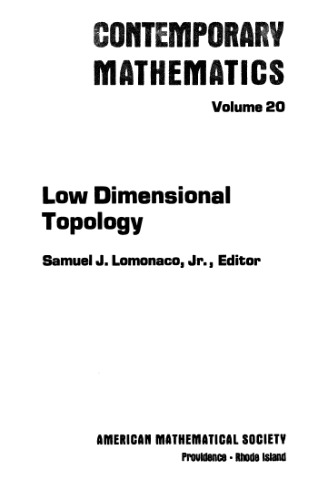 CONTEMPORARY
MATHEMATICS
Volume 20
Low Dimensional
Topology
Samuel J. Lomonaco, Jr., Editor
AMERICAN MATHEMATICAL SOCIETY
Providence - Rhode Island